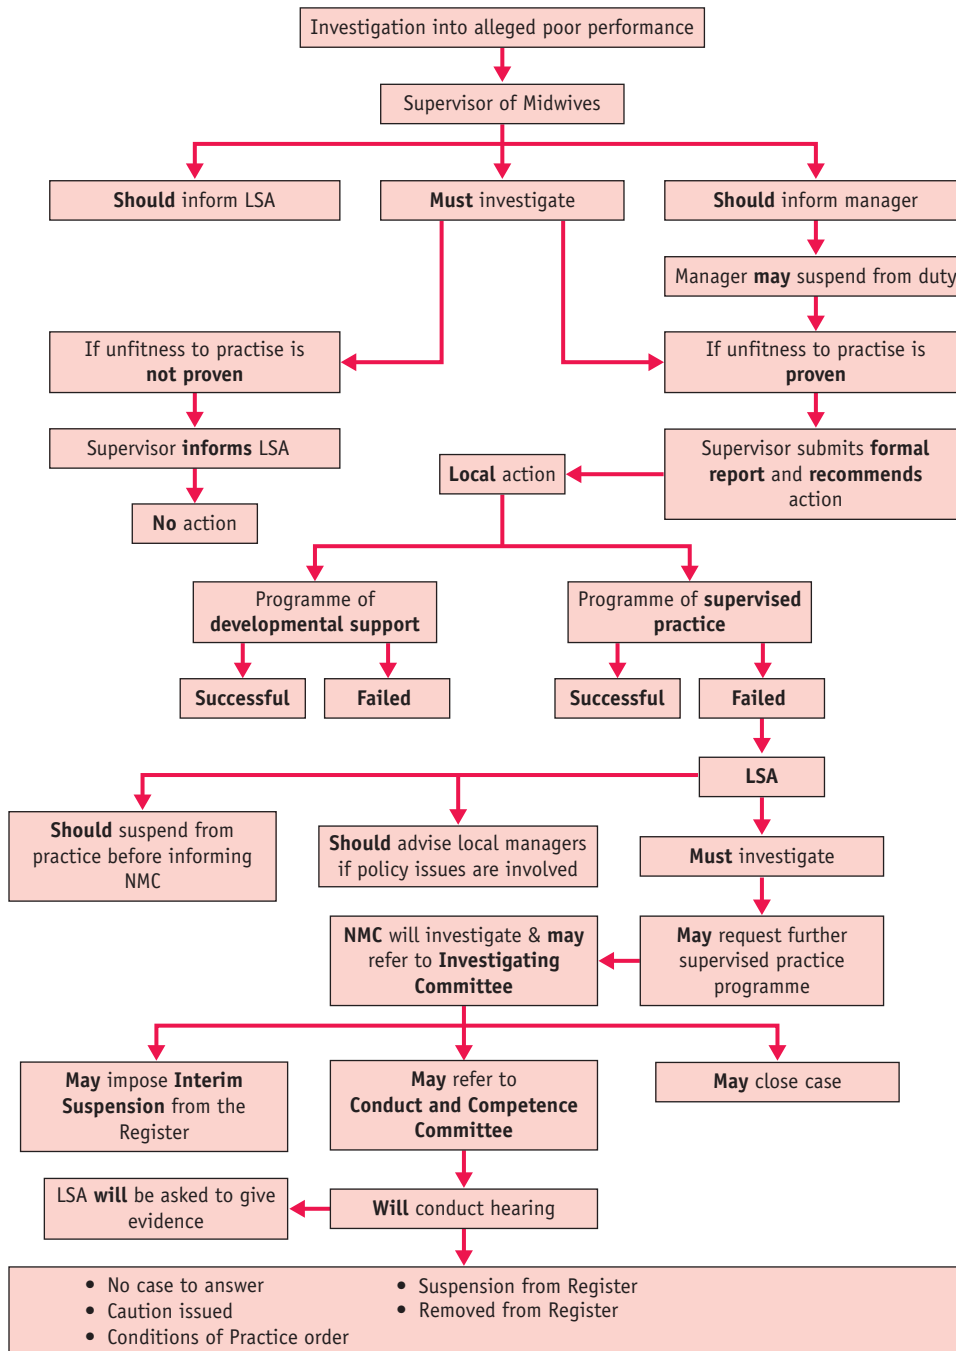 Investigation into alleged poor performance
Supervisor of Midwives
Should inform LSA
Must investigate
Should inform manager
Manager may suspend from duty
If unfitness to practise is
not proven
If unfitness to practise is
proven
Supervisor informs LSA
Local action
Supervisor submits formal
report and recommends
action
No action
Programme of
developmental support
Programme of supervised
practice
Successful
Failed
Successful
Failed
LSA
Should suspend from
practice before informing
NMC
Should advise local managers
if policy issues are involved
Must investigate
NMC will investigate & may
refer to Investigating
Committee
May request further
supervised practice
programme
May impose Interim
Suspension from the
Register
May refer to
Conduct and Competence
Committee
May close case
LSA will be asked to give
evidence
Will conduct hearing
• No case to answer
• Caution issued
• Conditions of Practice order
• Suspension from Register
• Removed from Register